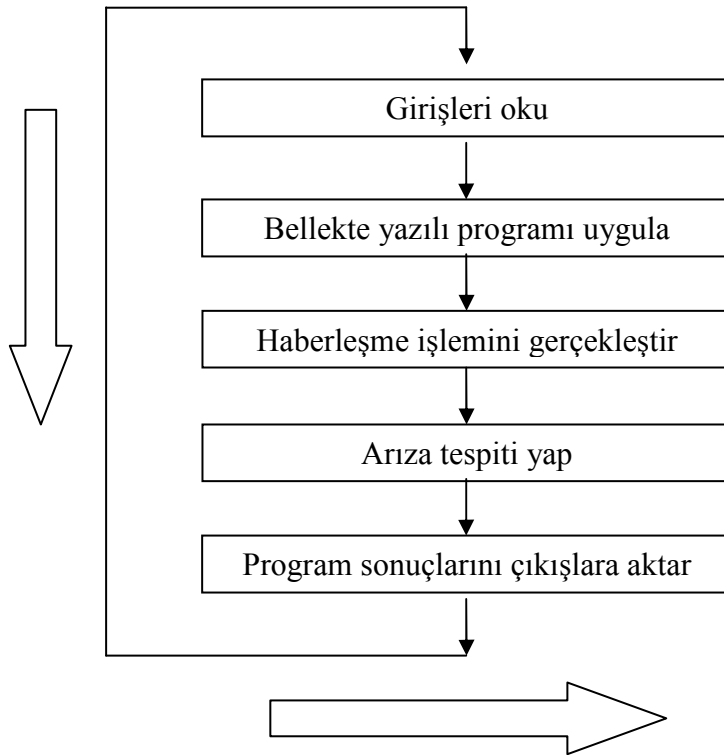 Girişleri oku
Bellekte yazılı programı uygula
Haberleşme işlemini gerçekleştir
Arıza tespiti yap
Program sonuçlarını çıkışlara aktar